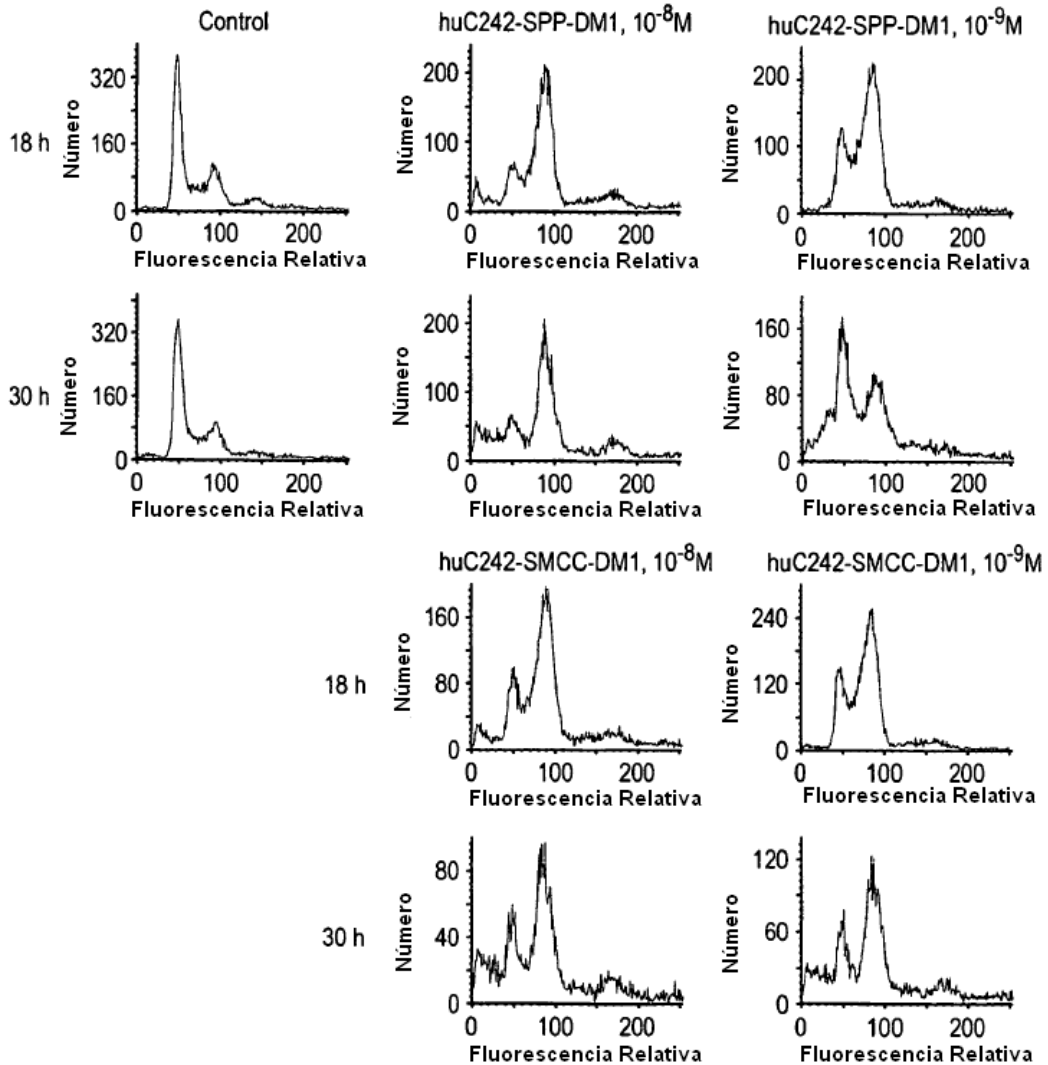 Control
huC242-SPP-DM1, 10⁻⁸M
huC242-SPP-DM1, 10⁻⁹M
18 h
Número
320
160
0
0 100 200
Fluorescencia Relativa
Número
200
100
0
0 100 200
Fluorescencia Relativa
Número
200
100
0
0 100 200
Fluorescencia Relativa
30 h
Número
320
160
0
0 100 200
Fluorescencia Relativa
Número
200
100
0
0 100 200
Fluorescencia Relativa
Número
160
80
0
0 100 200
Fluorescencia Relativa
huC242-SMCC-DM1, 10⁻⁸M
huC242-SMCC-DM1, 10⁻⁹M
18 h
Número
160
80
0
0 100 200
Fluorescencia Relativa
Número
240
120
0
0 100 200
Fluorescencia Relativa
30 h
Número
80
40
0
0 100 200
Fluorescencia Relativa
Número
120
60
0
0 100 200
Fluorescencia Relativa